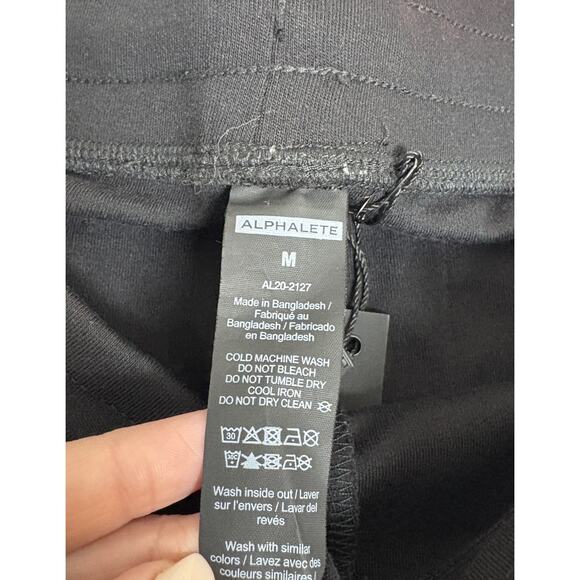 ALPHALETE
M
AL20-2127
Made in Bangladesh /
Fabriqué au
Bangladesh / Fabricado
en Bangladesh
COLD MACHINE WASH
DO NOT BLEACH
DO NOT TUMBLE DRY
COOL IRON
DO NOT DRY CLEAN
30
30C
Wash inside out / Laver
sur l'envers / Lavar del
revés
Wash with similar
colors / Lavez avec des
couleurs similaires /